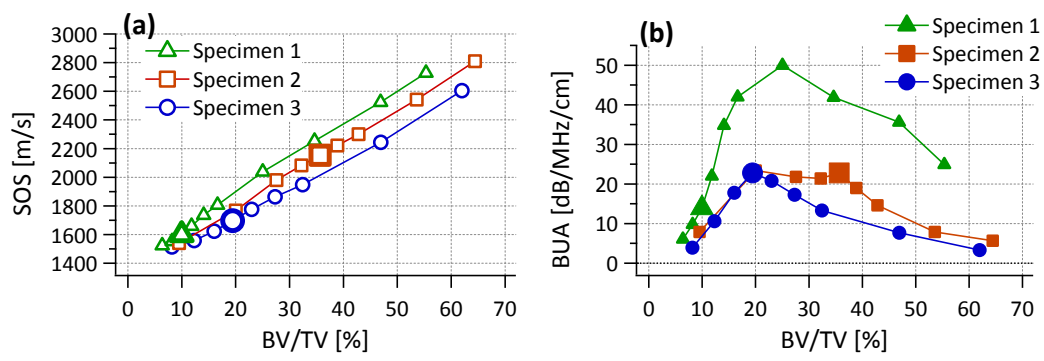 (a)
3000
2800
2600
2400
2200
2000
1800
1600
1400
SOS [m/s]
Specimen 1
Specimen 2
Specimen 3
0 10 20 30 40 50 60 70
BV/TV [%]
(b)
50
40
30
20
10
0
BUA [dB/MHz/cm]
Specimen 1
Specimen 2
Specimen 3
0 10 20 30 40 50 60 70
BV/TV [%]